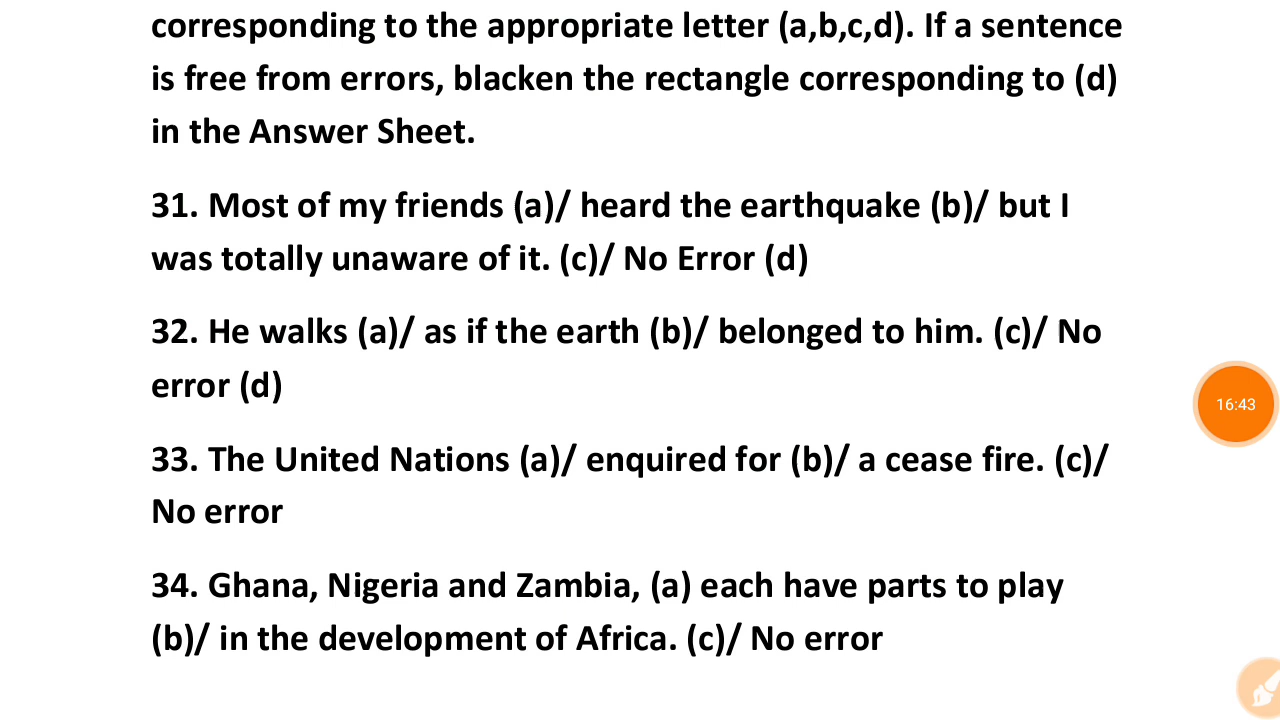 corresponding to the appropriate letter (a,b,c,d). If a sentence
is free from errors, blacken the rectangle corresponding to (d)
in the Answer Sheet.
31. Most of my friends (a)/ heard the earthquake (b)/ but I
was totally unaware of it. (c)/ No Error (d)
32. He walks (a)/ as if the earth (b)/ belonged to him. (c)/ No
error (d)
16:43
33. The United Nations (a)/ enquired for (b)/ a cease fire. (c)/
No error
34. Ghana, Nigeria and Zambia, (a) each have parts to play
(b)/ in the development of Africa. (c)/ No error